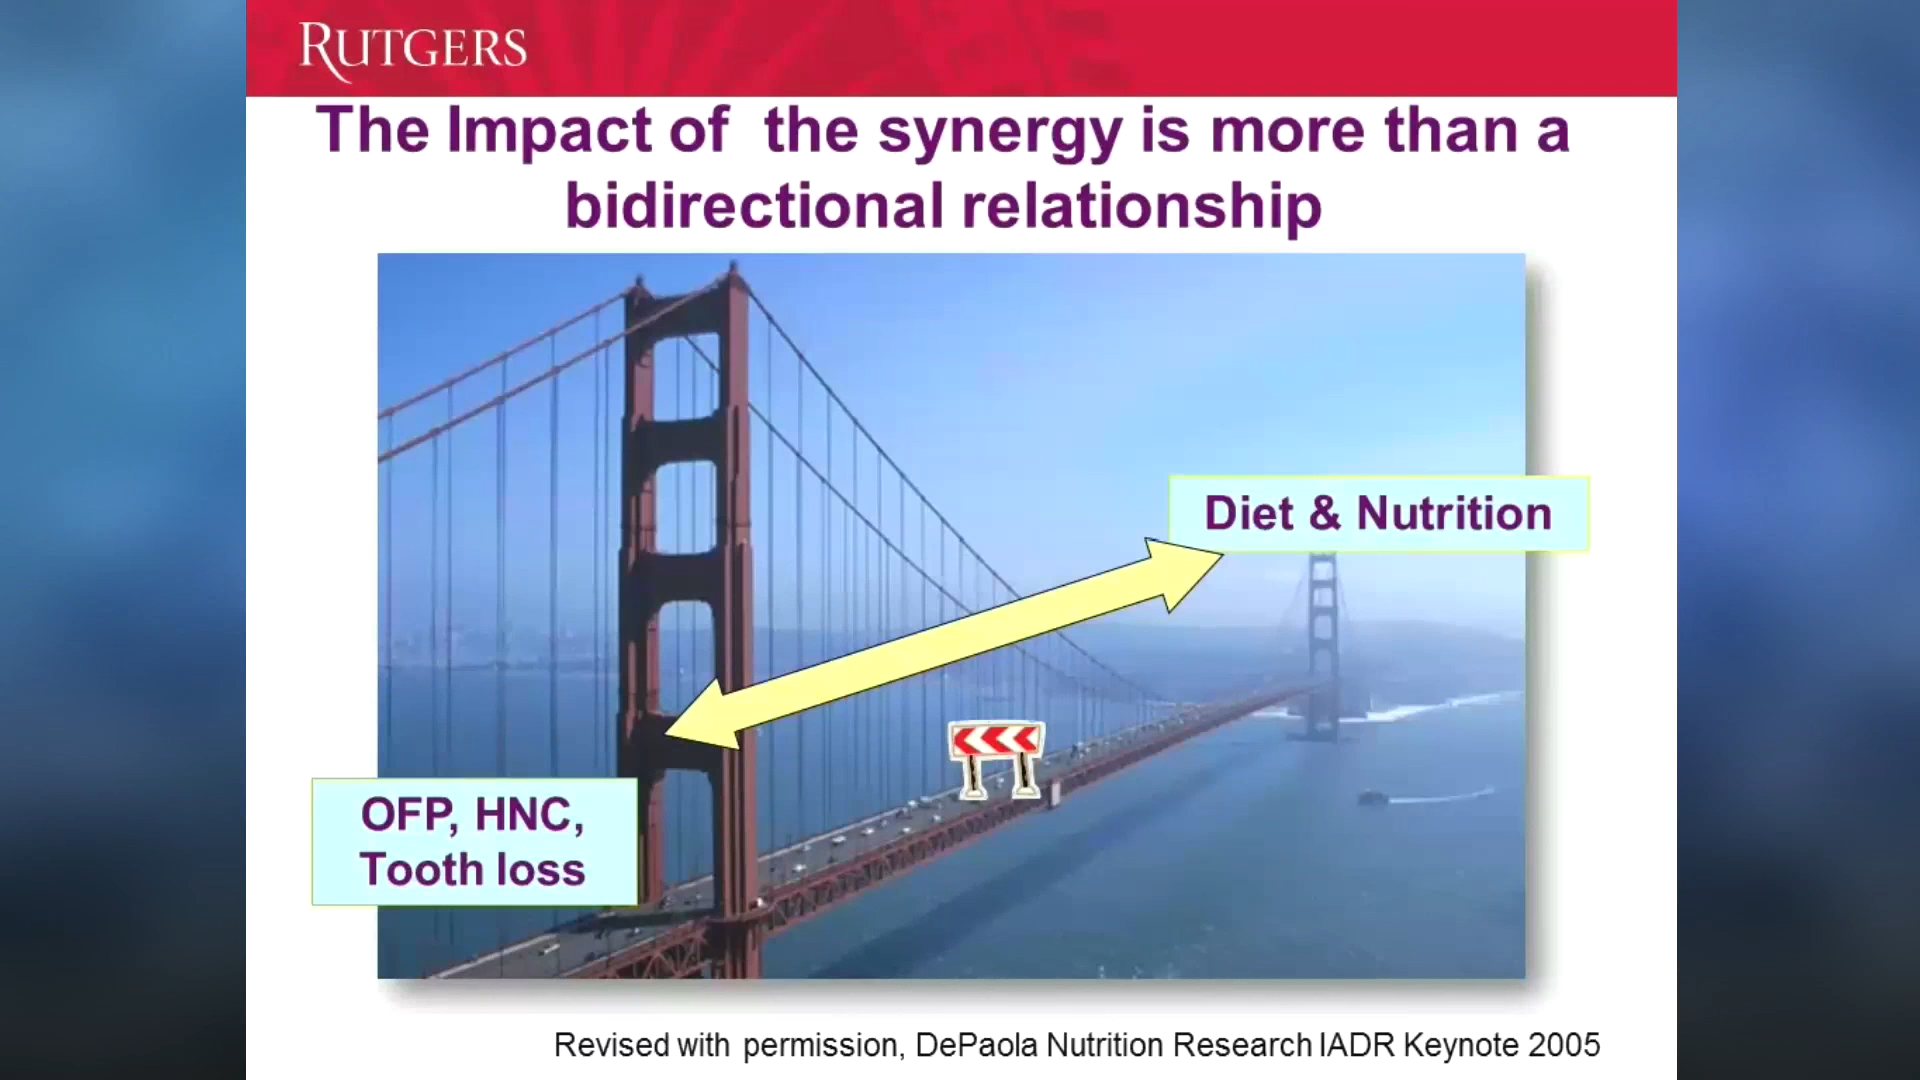 RUTGERS
The Impact of the synergy is more than a
bidirectional relationship
Diet & Nutrition
OFP, HNC,
Tooth loss
Revised with permission, DePaola Nutrition Research IADR Keynote 2005